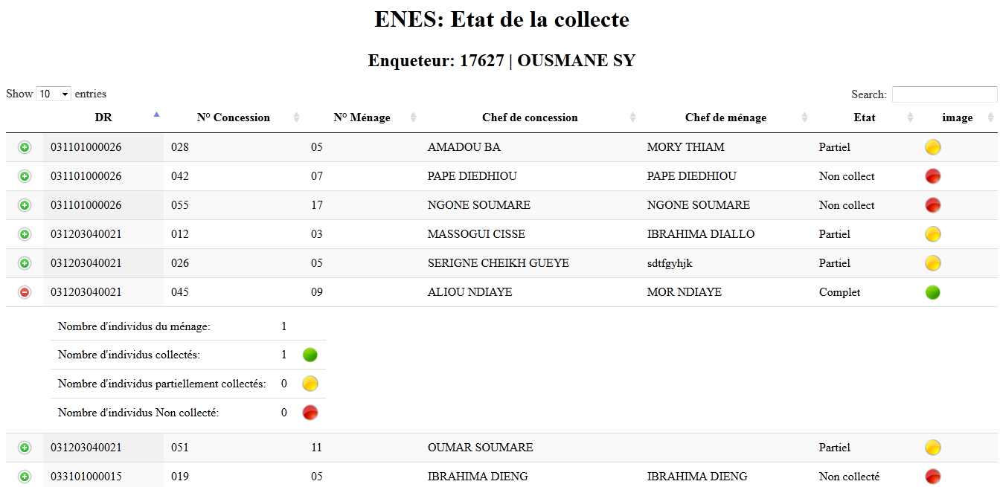 ENES: Etat de la collecte
Enqueteur: 17627 | OUSMANE SY
Show 10 entries Search:
DR N° Concession N° Ménage Chef de concession Chef de ménage Etat image
031101000026 028 05 AMADOU BA MORY THIAM Partiel
031101000026 042 07 PAPE DIEDHIOU PAPE DIEDHIOU Non collect
031101000026 055 17 NGONE SOUMARE NGONE SOUMARE Non collect
031203040021 012 03 MASSOGUI CISSE IBRAHIMA DIALLO Partiel
031203040021 026 05 SERIGNE CHEIKH GUEYE sdtfgyhjk Partiel
031203040021 045 09 ALIOU NDIAYE MOR NDIAYE Complet
Nombre d'individus du ménage: 1
Nombre d'individus collectés: 1
Nombre d'individus partiellement collectés: 0
Nombre d'individus Non collecté: 0
031203040021 051 11 OUMAR SOUMARE Partiel
033101000015 019 05 IBRAHIMA DIENG IBRAHIMA DIENG Non collecté